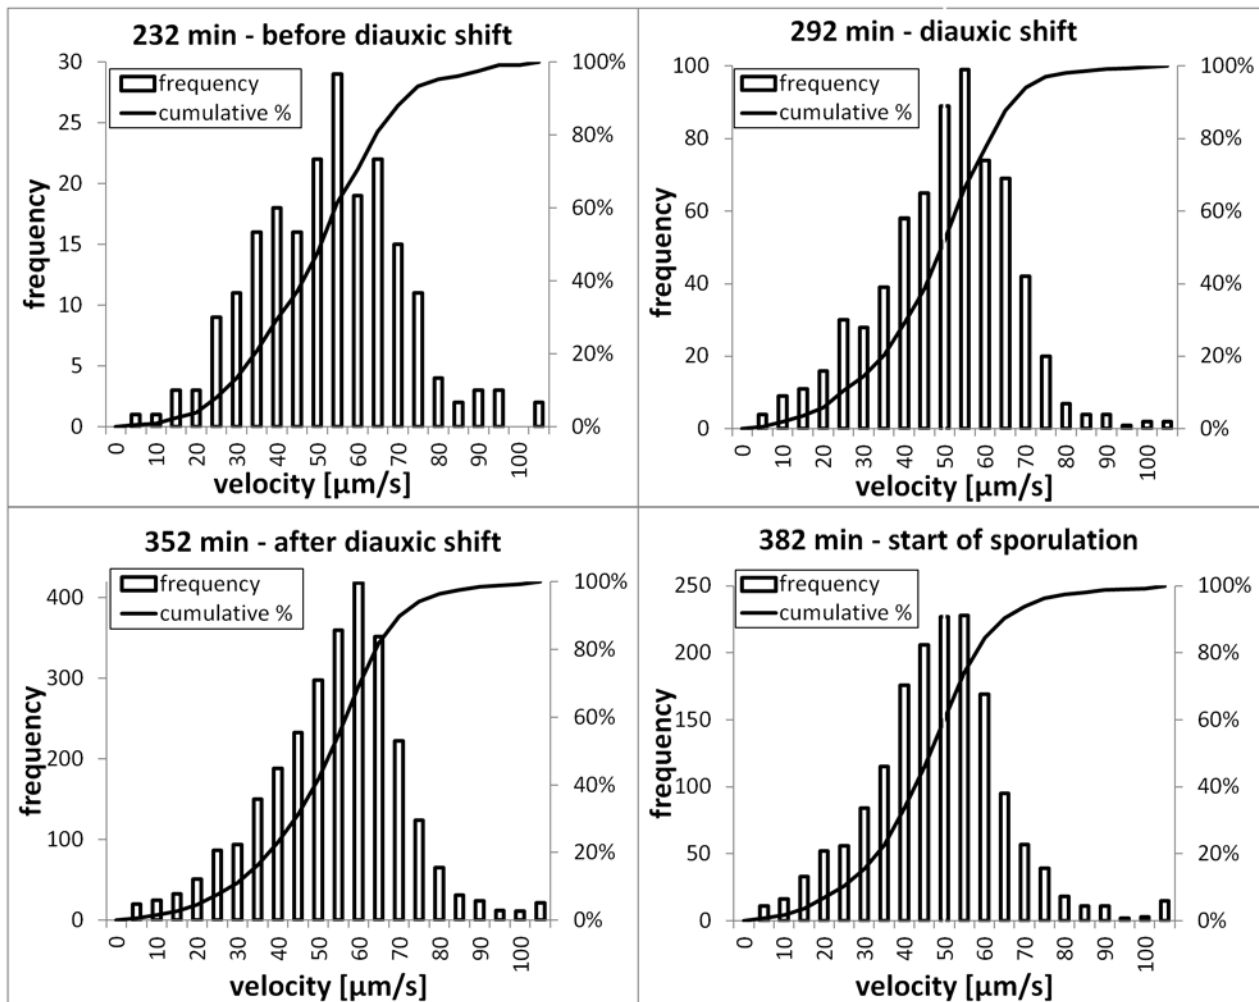 232 min - before diauxic shift
frequency
cumulative %
30
25
20
15
10
5
0
100%
80%
60%
40%
20%
0%
frequency
0 10 20 30 40 50 60 70 80 90 100
velocity [µm/s]
292 min - diauxic shift
frequency
cumulative %
100
80
60
40
20
0
100%
80%
60%
40%
20%
0%
frequency
0 10 20 30 40 50 60 70 80 90 100
velocity [µm/s]
352 min - after diauxic shift
frequency
cumulative %
400
300
200
100
0
100%
80%
60%
40%
20%
0%
frequency
0 10 20 30 40 50 60 70 80 90 100
velocity [µm/s]
382 min - start of sporulation
frequency
cumulative %
250
200
150
100
50
0
100%
80%
60%
40%
20%
0%
frequency
0 10 20 30 40 50 60 70 80 90 100
velocity [µm/s]